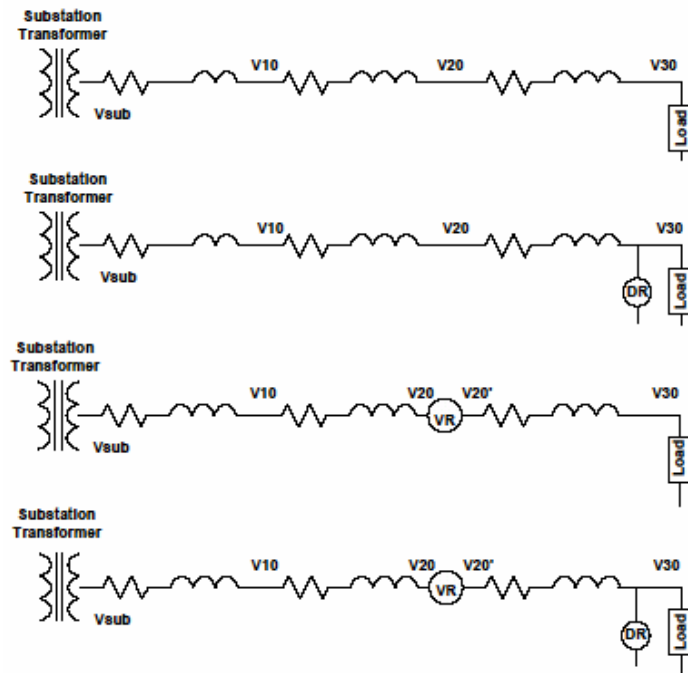 Substation
Transformer
V10 V20 V30
Vsub
Load
Substation
Transformer
V10 V20 V30
Vsub
DR
Load
Substation
Transformer
V10 V20 V20" V30
VR
Vsub
Load
Substation
Transformer
V10 V20 V20" V30
VR
Vsub
DR
Load